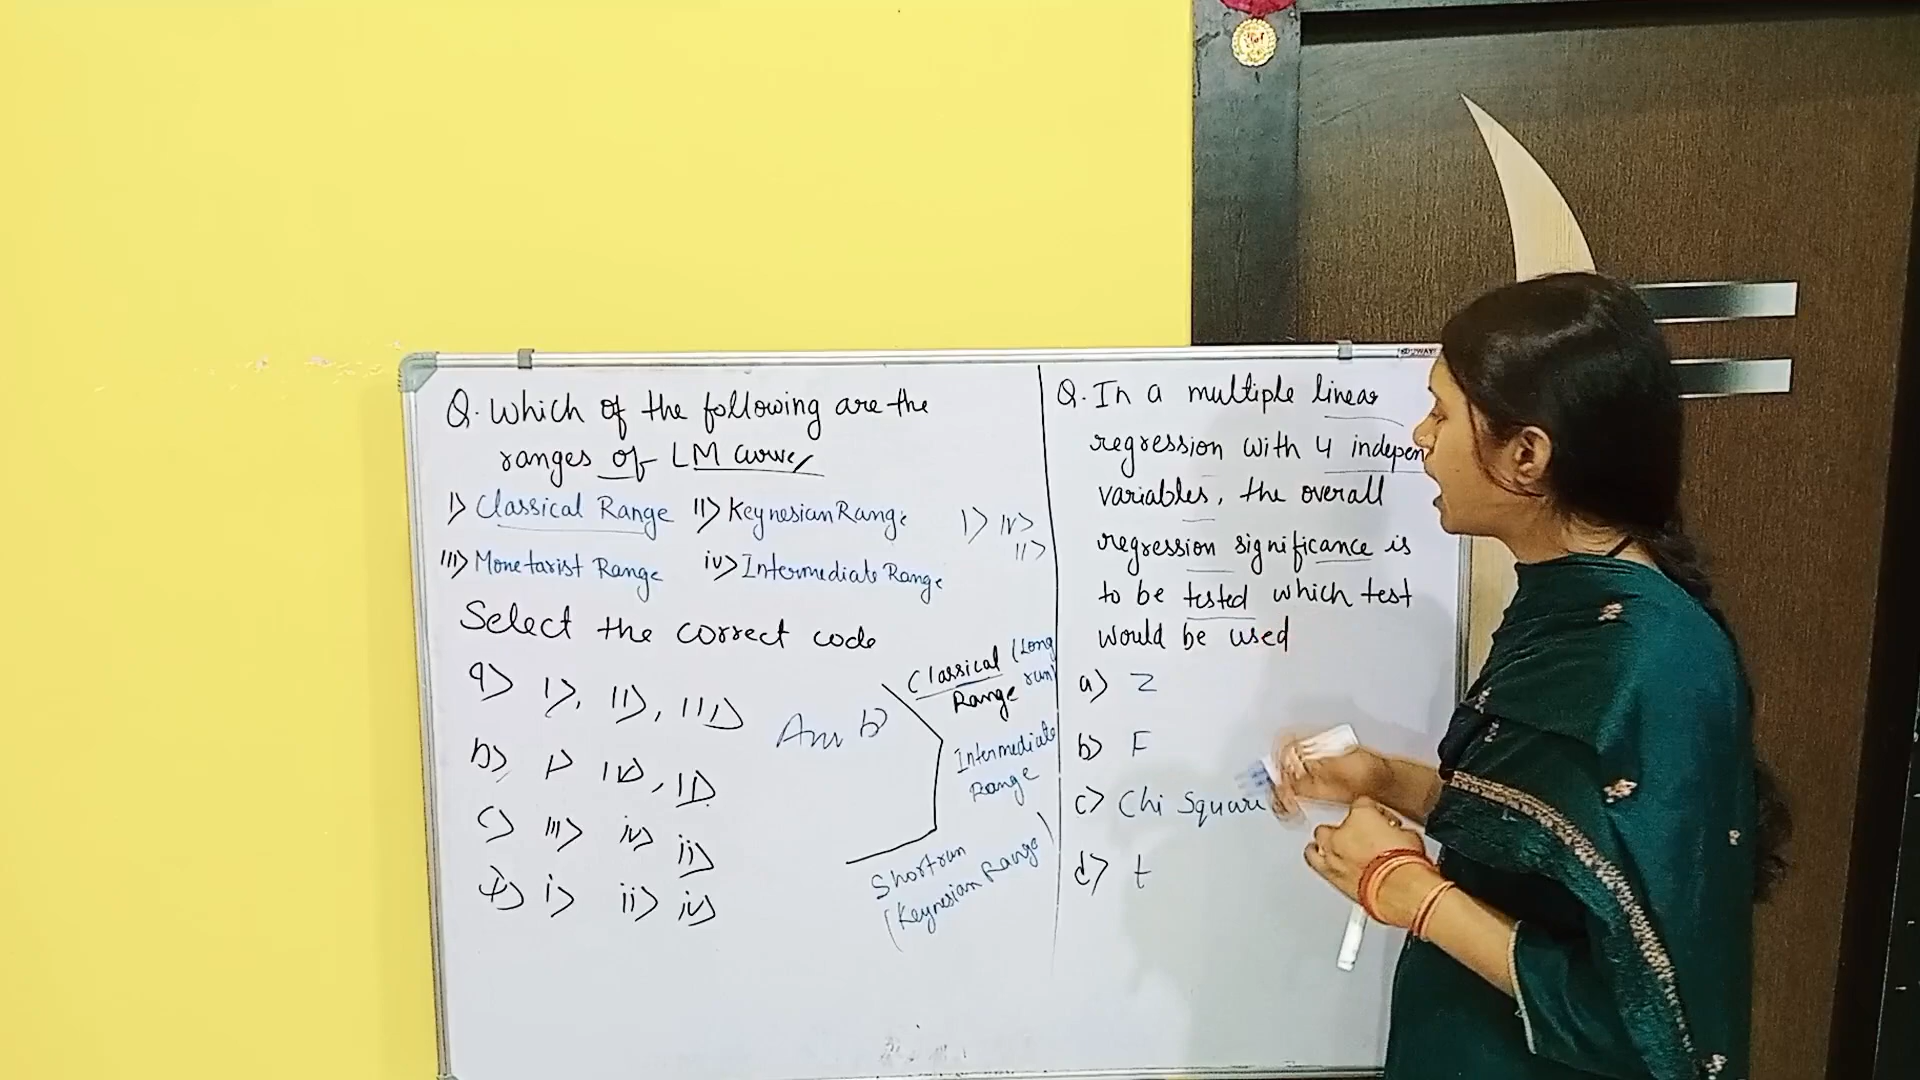 Q. Which of the following are the
ranges of LM curve
I> Classical Range II> Keynesian Range
III> Monetarist Range iv> Intermediate Range
I> IV>
II>
Select the correct code
a> I>, II>, III>
b> I> IV>, II>
c> III> iv> ii>
d> i> ii> iv>
Ans b
Classical (Long
Range run)
Intermediate
Range
Shortrun
(Keynesian Range)
Q. In a multiple linear
regression with 4 indepen
variables, the overall
regression significance is
to be tested which test
would be used
a) Z
b) F
c) Chi Square
d) t